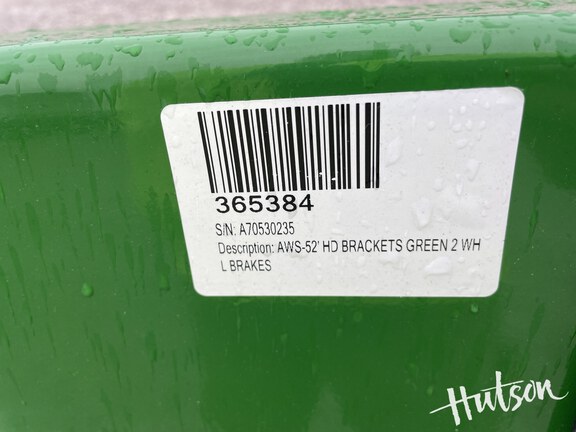 365384
S/N: A70530235
Description: AWS-52' HD BRACKETS GREEN 2 WH
L BRAKES
Hutson